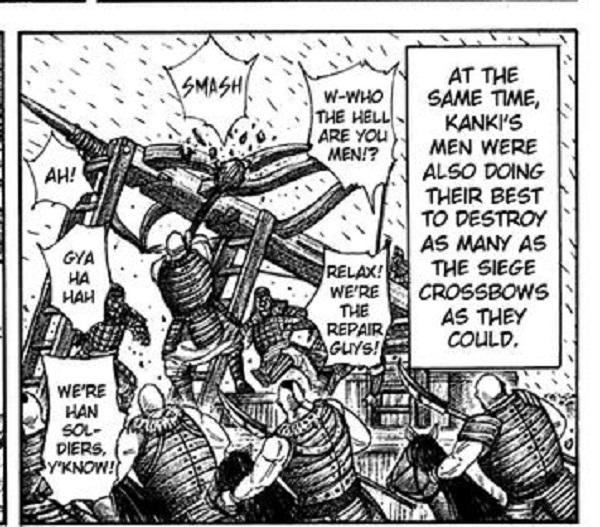 AT THE
SAME TIME,
KANKI'S
MEN WERE
ALSO DOING
THEIR BEST
TO DESTROY
AS MANY AS
THE SIEGE
CROSSBOWS
AS THEY
COULD.
SMASH
W-WHO
THE HELL
ARE YOU
MEN!?
AH!
RELAX!
WE'RE
THE
REPAIR
GUYS!
GYA
HA
HAH
WE'RE
HAN
SOL-
DIERS,
Y'KNOW!